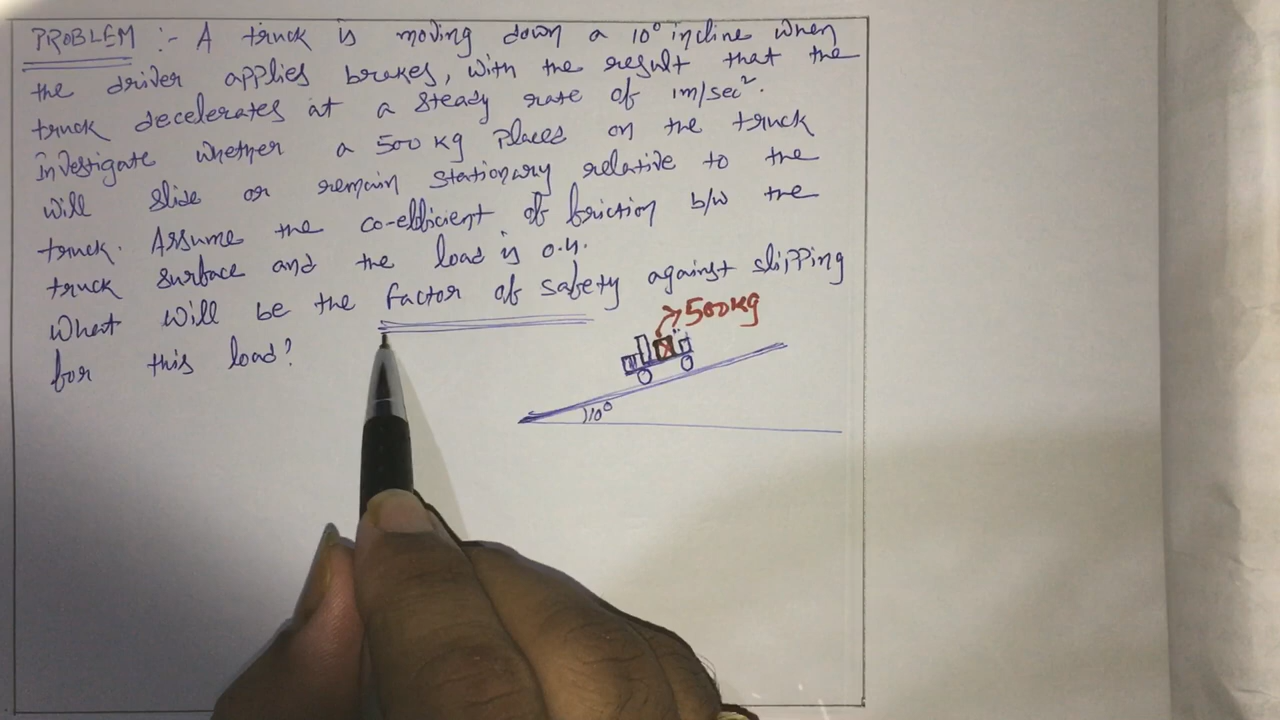 PROBLEM :- A truck is moving down a 10° incline when
the driver applies brakes, with the result that the
truck decelerates at a steady rate of 1m/sec².
investigate whether a 500 kg places on the truck
will slide or remain stationary relative to the
truck. Assume the co-efficient of friction b/w the
truck surface and the load is 0.4.
What will be the factor of safety against slipping
for this load?
500kg
10°